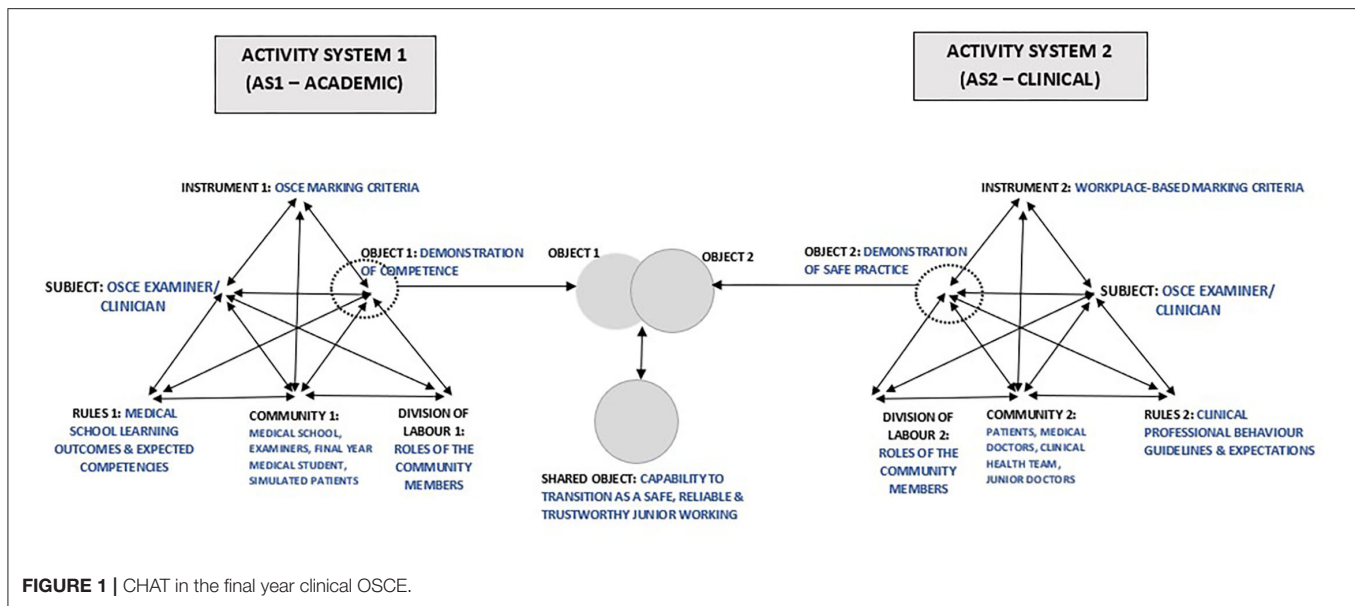 ACTIVITY SYSTEM 1
(AS1 – ACADEMIC)
ACTIVITY SYSTEM 2
(AS2 – CLINICAL)
INSTRUMENT 1: OSCE MARKING CRITERIA
OBJECT 1: DEMONSTRATION
OF COMPETENCE
SUBJECT: OSCE EXAMINER/
CLINICIAN
RULES 1: MEDICAL
SCHOOL LEARNING
OUTCOMES & EXPECTED
COMPETENCIES
COMMUNITY 1:
MEDICAL SCHOOL,
EXAMINERS, FINAL YEAR
MEDICAL STUDENT,
SIMULATED PATIENTS
DIVISION OF
LABOUR 1:
ROLES OF THE
COMMUNITY
MEMBERS
OBJECT 1
OBJECT 2
SHARED OBJECT: CAPABILITY TO
TRANSITION AS A SAFE, RELIABLE &
TRUSTWORTHY JUNIOR WORKING
INSTRUMENT 2: WORKPLACE-BASED MARKING CRITERIA
OBJECT 2: DEMONSTRATION
OF SAFE PRACTICE
SUBJECT: OSCE EXAMINER/
CLINICIAN
DIVISION OF
LABOUR 2:
ROLES OF THE
COMMUNITY
MEMBERS
COMMUNITY 2:
PATIENTS, MEDICAL
DOCTORS, CLINICAL
HEALTH TEAM,
JUNIOR DOCTORS
RULES 2: CLINICAL
PROFESSIONAL BEHAVIOUR
GUIDELINES & EXPECTATIONS
FIGURE 1 | CHAT in the final year clinical OSCE.